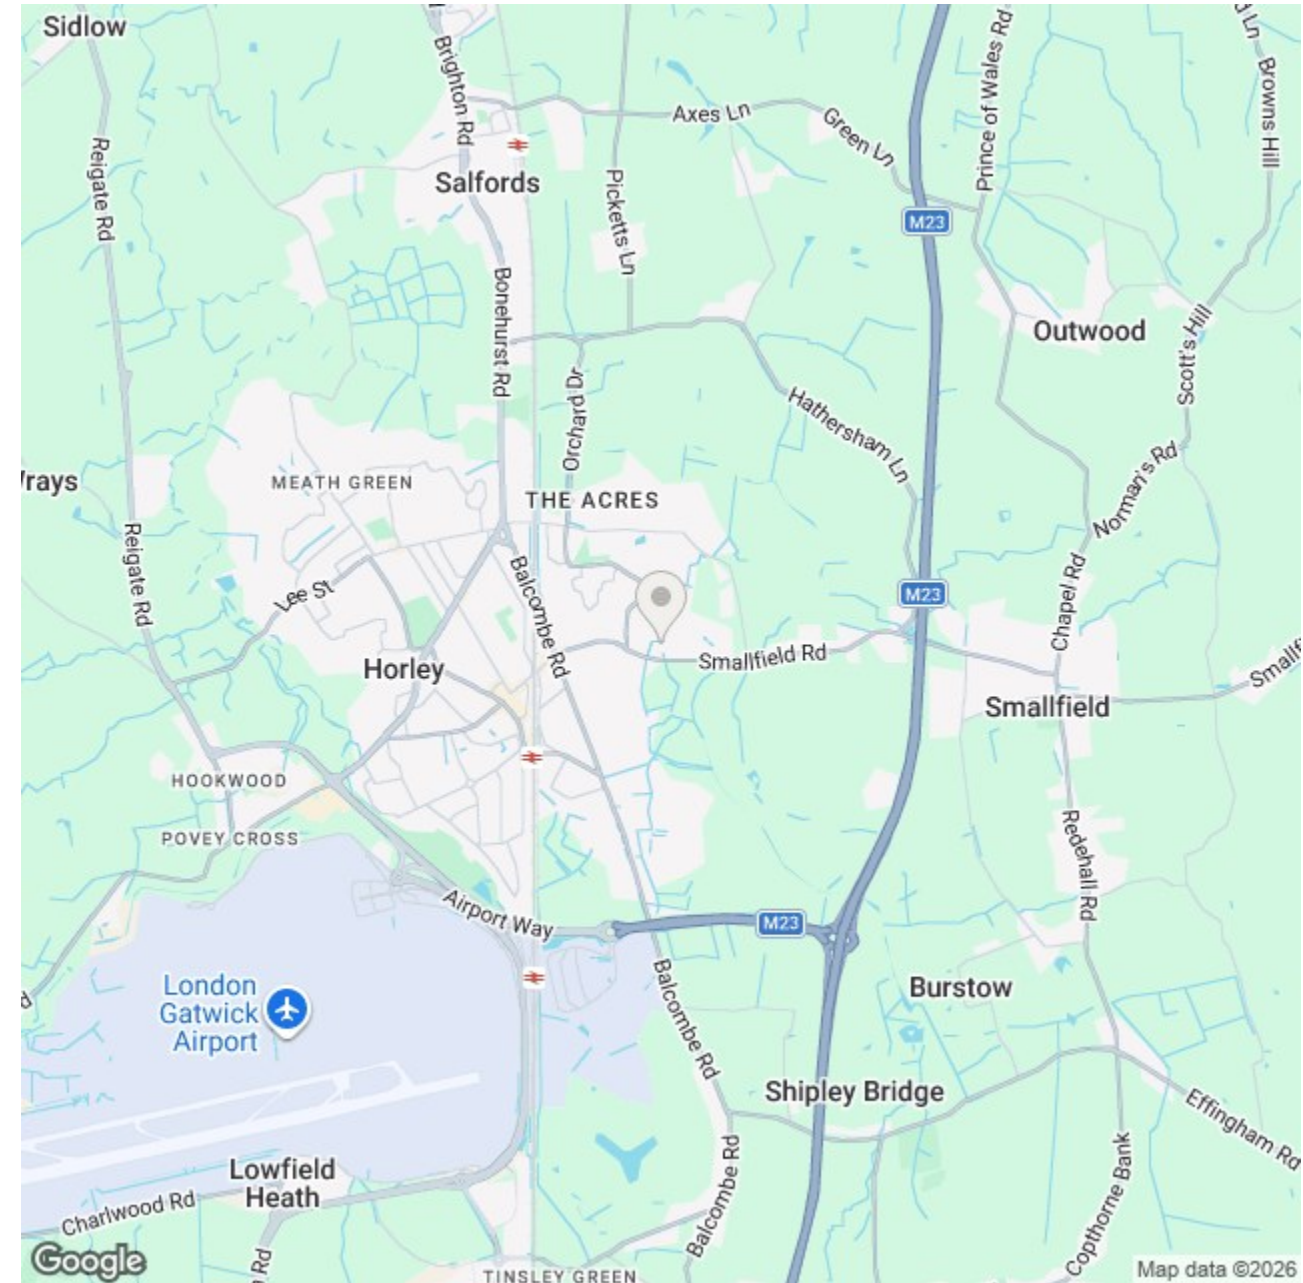 Sidlow
Brighton Rd
Axes Ln
Green Ln
Prince of Wales Rd
d Ln
Browns Hill
Reigate Rd
Salfords
Picketts Ln
M23
Bonehurst Rd
Outwood
Scott's Hill
Orchard Dr
Hathersham Ln
MEATH GREEN
THE ACRES
Norman's Rd
Reigate Rd
Lee St
Balcombe Rd
M23
Chapel Rd
Horley
Smallfield Rd
Smallfield
HOOKWOOD
POVEY CROSS
Redehall Rd
Airport Way
M23
London
Gatwick
Airport
Balcombe Rd
Burstow
Shipley Bridge
Effingham Rd
Lowfield
Heath
Charlwood Rd
Balcombe Rd
Copthorne Bank
Rd
TINSLEY GREEN
Google
Map data ©2026